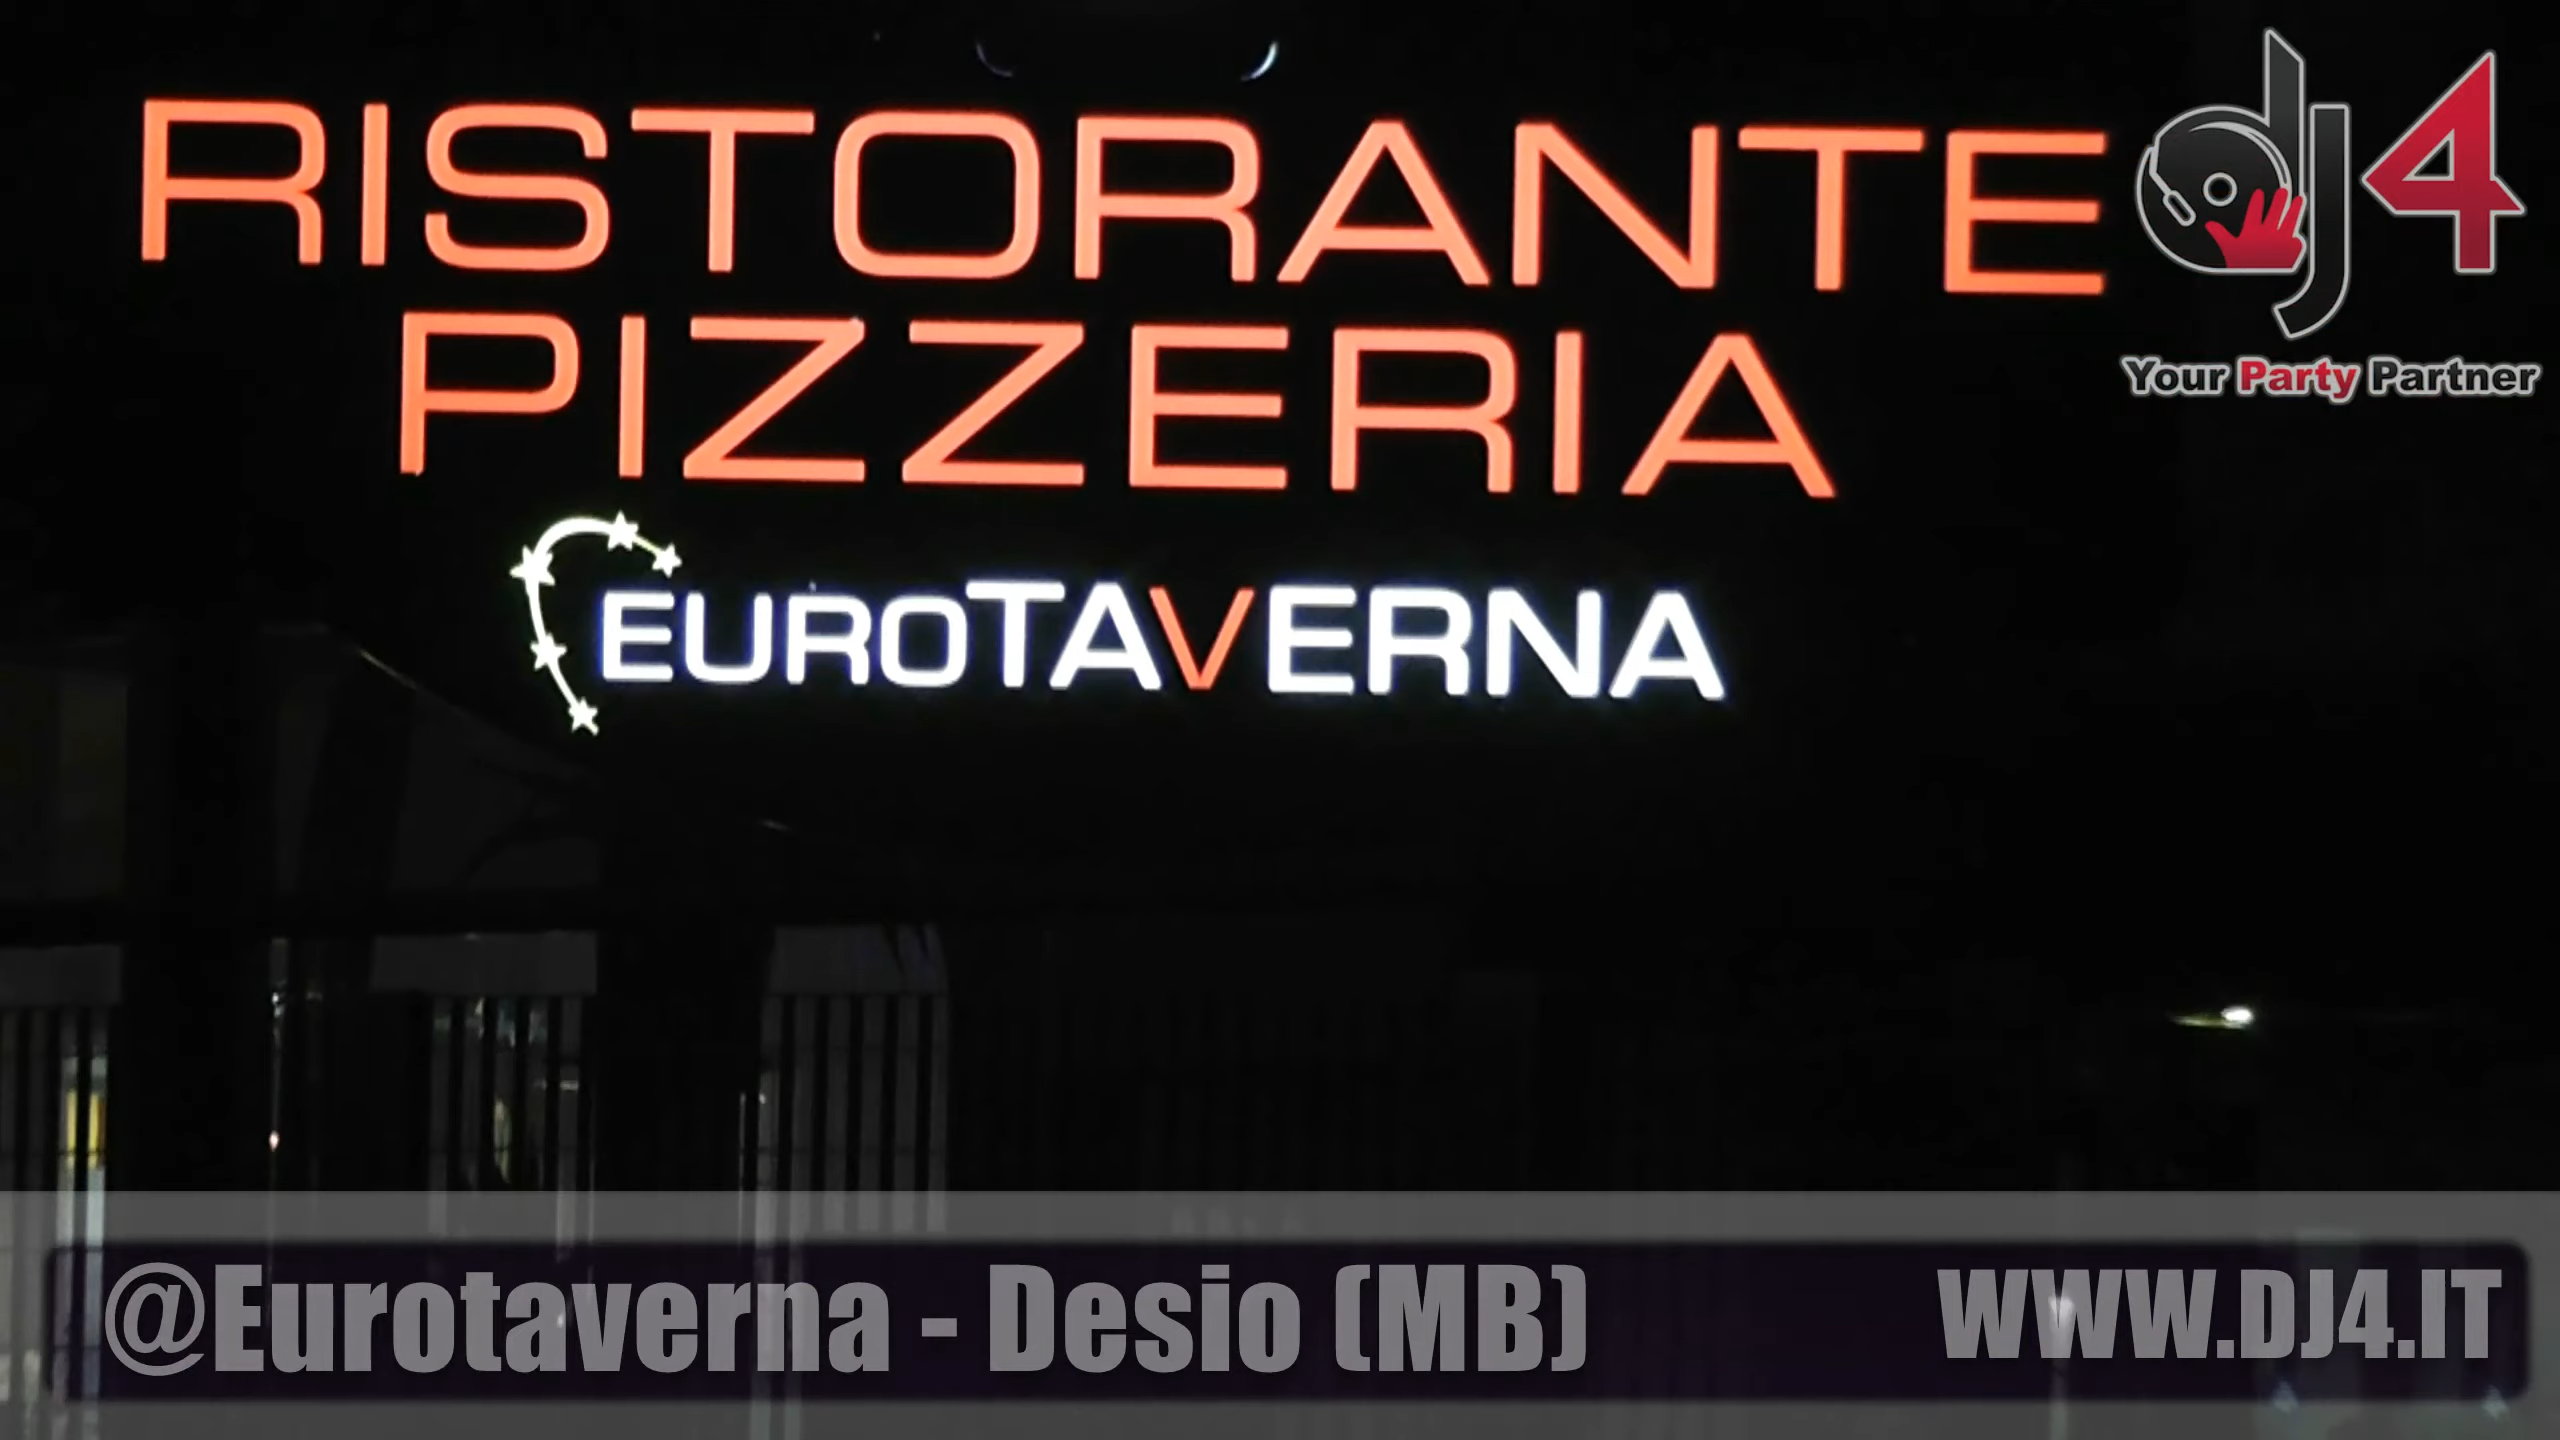 RISTORANTE
PIZZERIA
EUROTAVERNA
dj4
Your Party Partner
@Eurotaverna - Desio (MB)
WWW.DJ4.IT